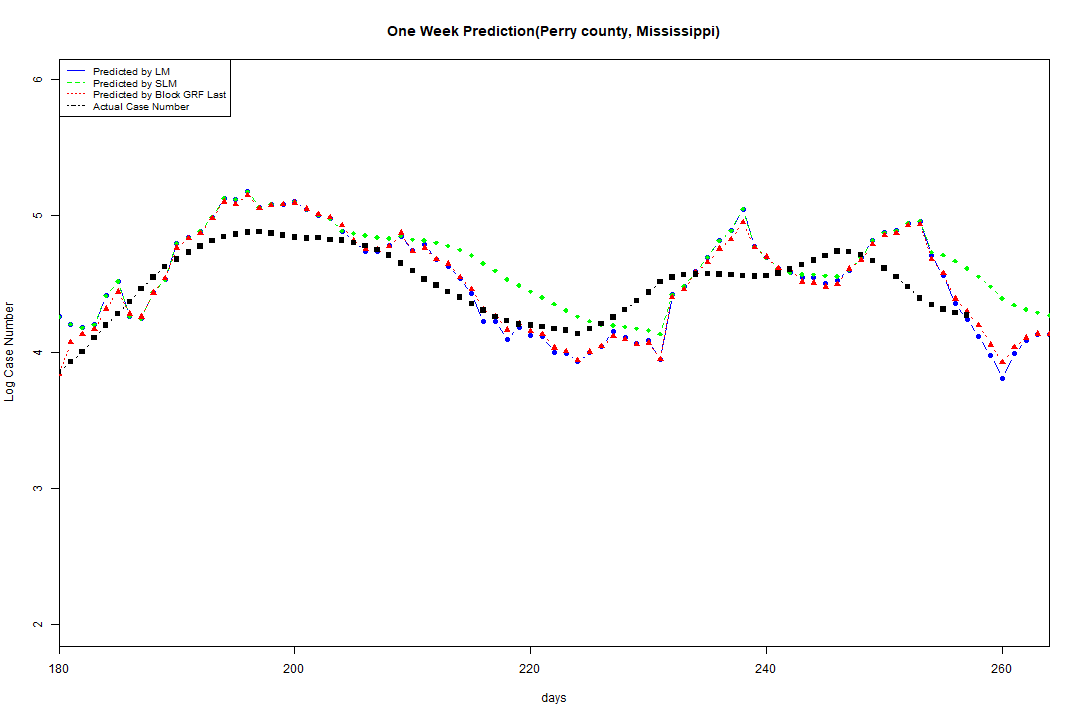 One Week Prediction(Perry county, Mississippi)
Predicted by LM
Predicted by SLM
Predicted by Block GRF Last
Actual Case Number
6
5
4
3
2
Log Case Number
180 200 220 240 260
days